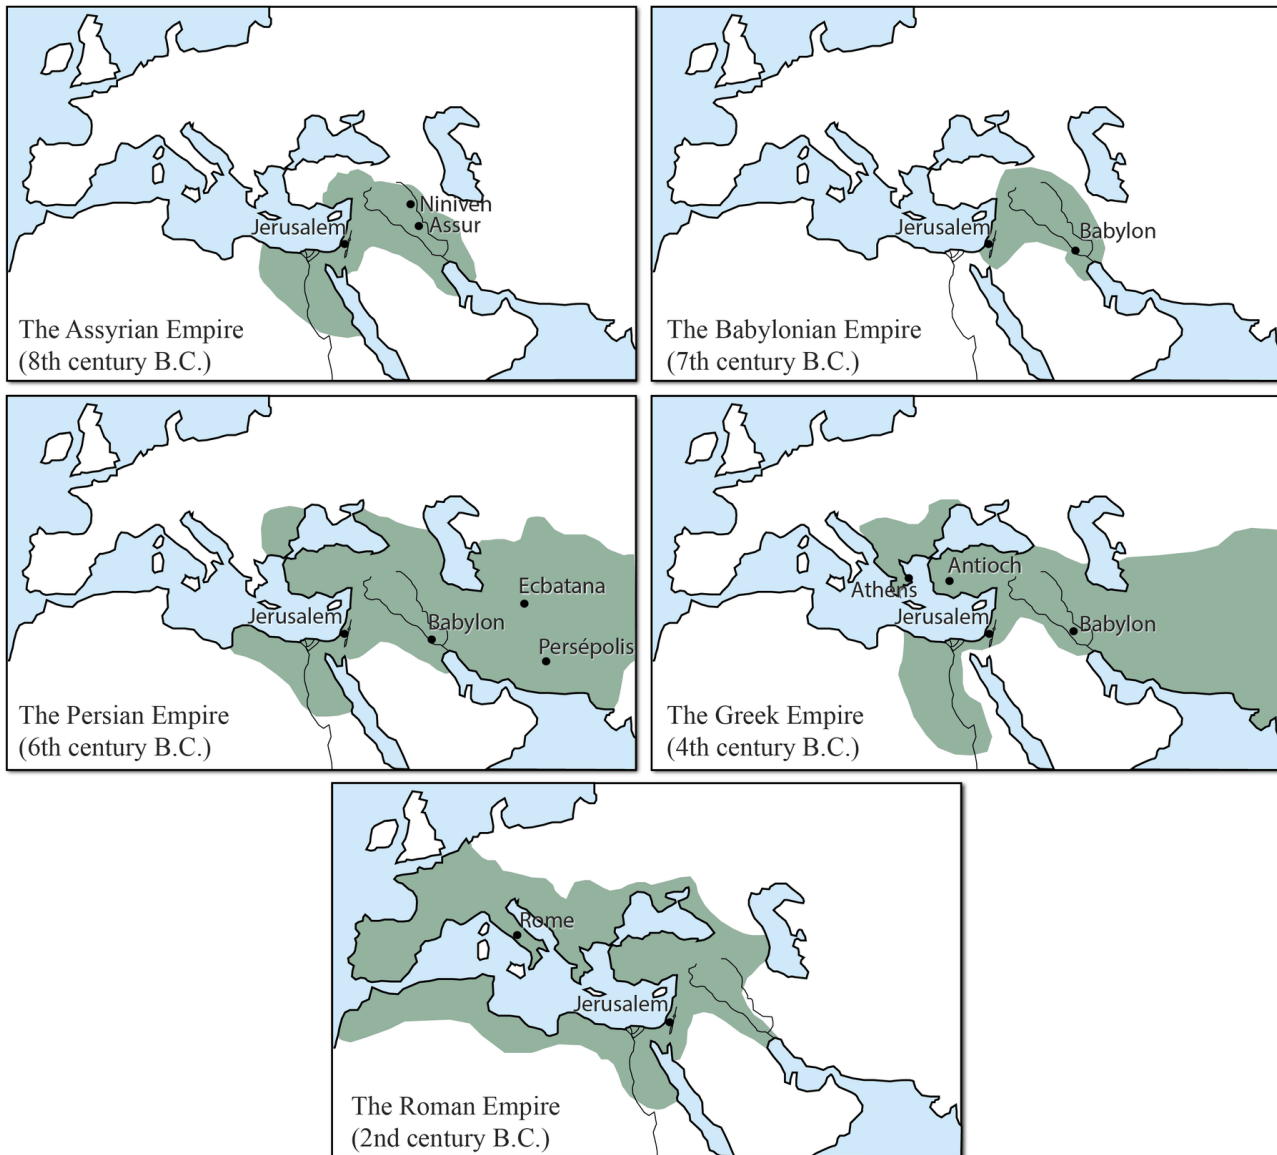 Niniven
Assur
Jerusalem
The Assyrian Empire
(8th century B.C.)
Jerusalem
Babylon
The Babylonian Empire
(7th century B.C.)
Ecbatana
Jerusalem
Babylon
Persépolis
The Persian Empire
(6th century B.C.)
Antioch
Athens
Jerusalem
Babylon
The Greek Empire
(4th century B.C.)
Rome
Jerusalem
The Roman Empire
(2nd century B.C.)